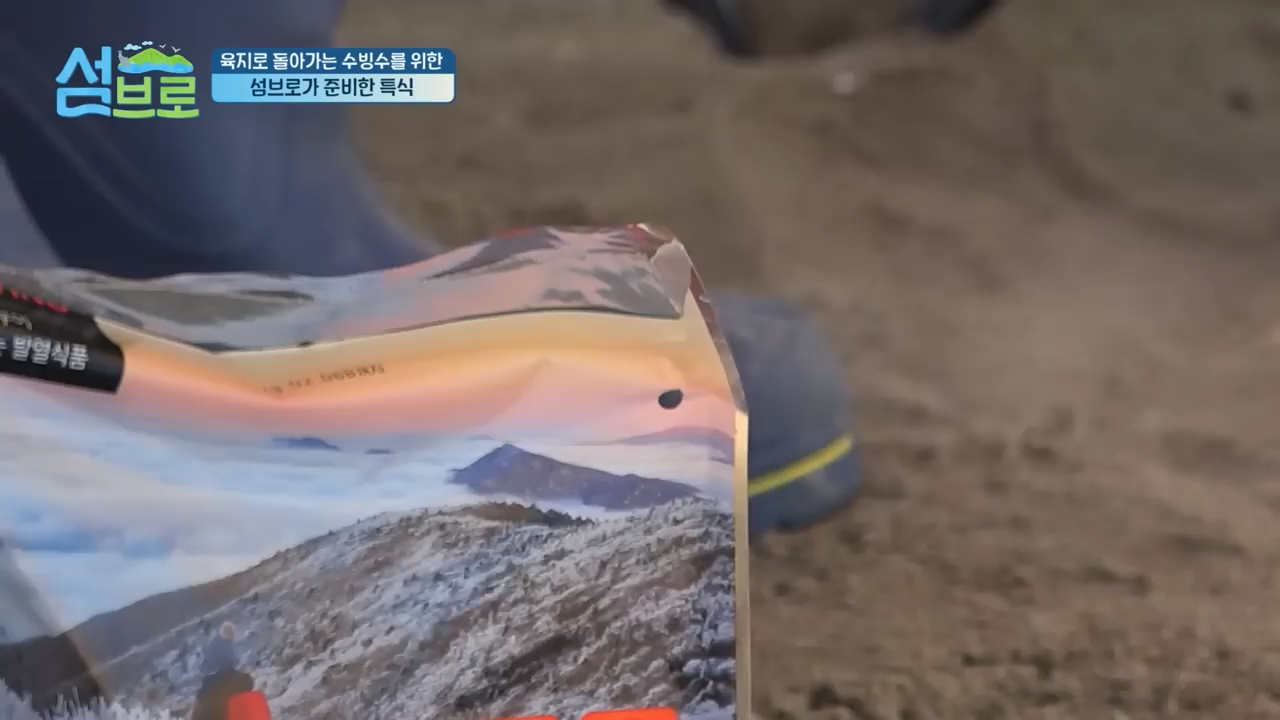 섬브로
육지로 돌아가는 수빙수를 위한
섬브로가 준비한 특식
발열식품